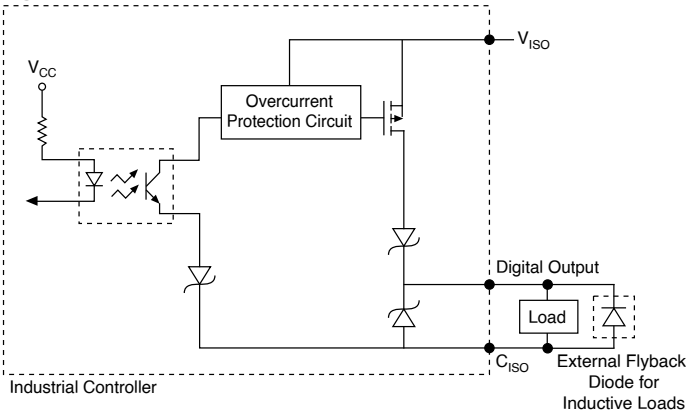 V_ISO
V_CC
Overcurrent
Protection Circuit
Digital Output
Load
C_ISO
External Flyback
Diode for
Inductive Loads
Industrial Controller